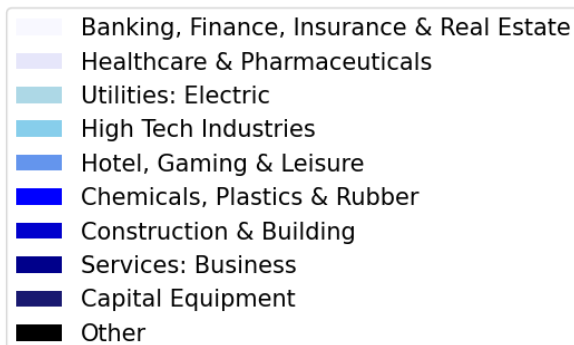 Banking, Finance, Insurance & Real Estate
Healthcare & Pharmaceuticals
Utilities: Electric
High Tech Industries
Hotel, Gaming & Leisure
Chemicals, Plastics & Rubber
Construction & Building
Services: Business
Capital Equipment
Other